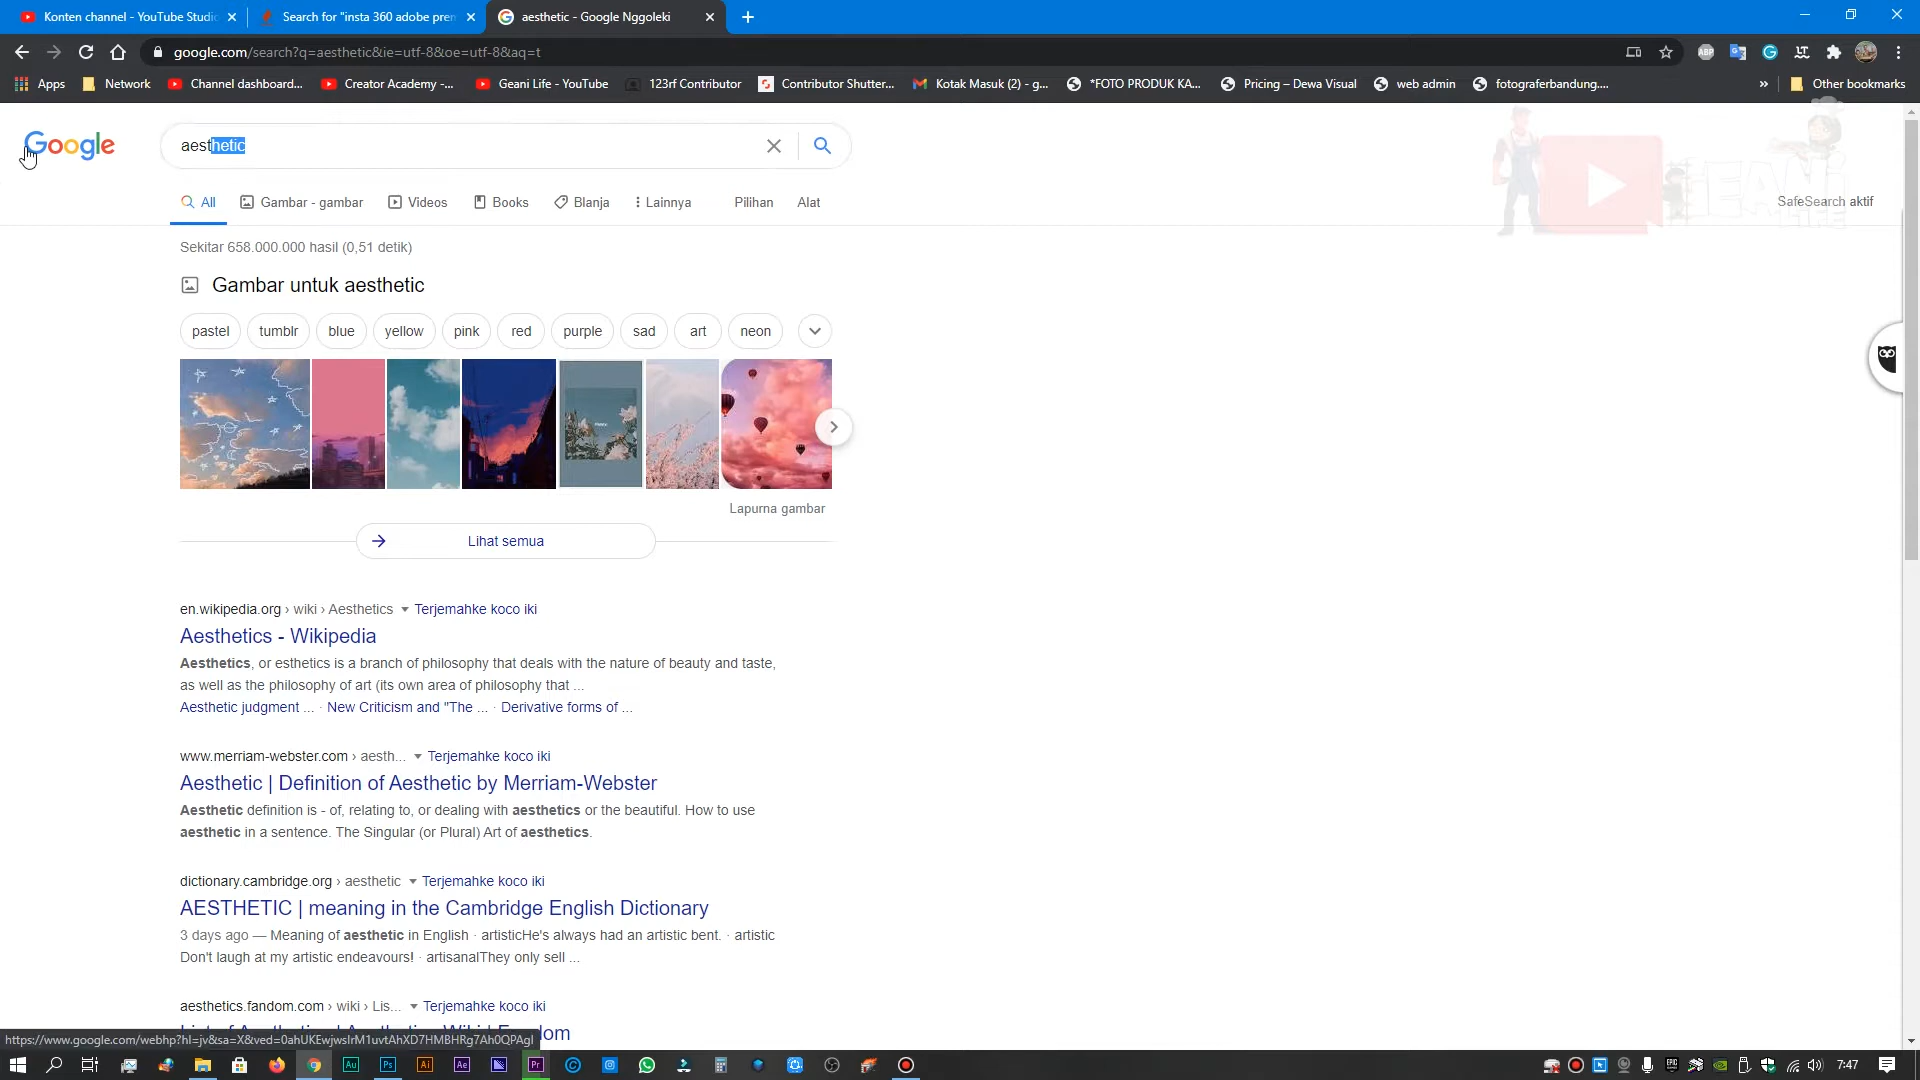 Konten channel - YouTube Studio
Search for "insta 360 adobe pren
aesthetic - Google Nggoleki
google.com/search?q=aesthetic&ie=utf-8&oe=utf-8&aq=t
Apps
Network
Channel dashboard...
Creator Academy -...
Geani Life - YouTube
123rf Contributor
Contributor Shutter...
Kotak Masuk (2) - g...
*FOTO PRODUK KA...
Pricing – Dewa Visual
web admin
fotograferbandung....
»
Other bookmarks
Google
aesthetic
All
Gambar - gambar
Videos
Books
Blanja
Lainnya
Pilihan
Alat
SafeSearch aktif
Sekitar 658.000.000 hasil (0,51 detik)
Gambar untuk aesthetic
pastel
tumblr
blue
yellow
pink
red
purple
sad
art
neon
Lapurna gambar
Lihat semua
en.wikipedia.org › wiki › Aesthetics
Terjemahke koco iki
Aesthetics - Wikipedia
Aesthetics, or esthetics is a branch of philosophy that deals with the nature of beauty and taste,
as well as the philosophy of art (its own area of philosophy that ...
Aesthetic judgment ... · New Criticism and "The ... · Derivative forms of ...
www.merriam-webster.com › aesth...
Terjemahke koco iki
Aesthetic | Definition of Aesthetic by Merriam-Webster
Aesthetic definition is - of, relating to, or dealing with aesthetics or the beautiful. How to use
aesthetic in a sentence. The Singular (or Plural) Art of aesthetics.
dictionary.cambridge.org › aesthetic
Terjemahke koco iki
AESTHETIC | meaning in the Cambridge English Dictionary
3 days ago — Meaning of aesthetic in English · artisticHe's always had an artistic bent. · artistic
Don't laugh at my artistic endeavours! · artisanalThey only sell ...
aesthetics.fandom.com › wiki › Lis...
Terjemahke koco iki
7:47